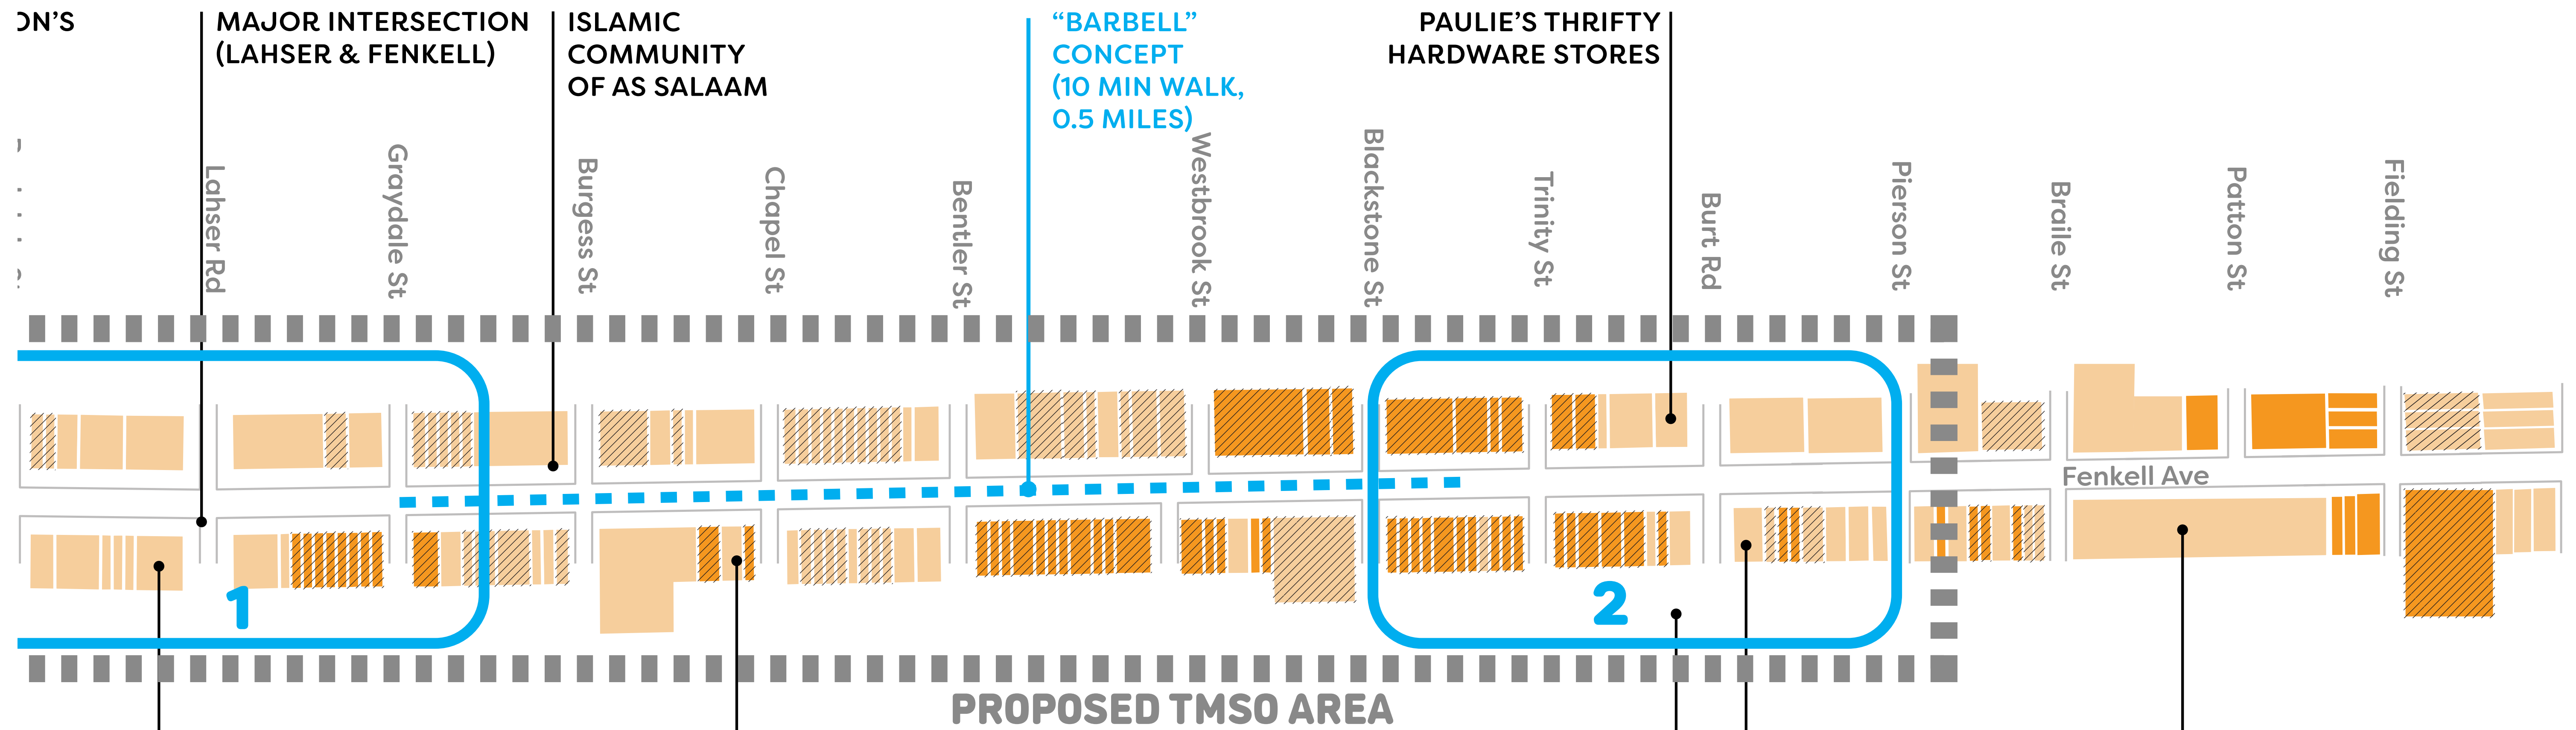 ON'S
MAJOR INTERSECTION
(LAHSER & FENKELL)
ISLAMIC
COMMUNITY
OF AS SALAAM
“BARBELL”
CONCEPT
(10 MIN WALK,
0.5 MILES)
PAULIE’S THRIFTY
HARDWARE STORES
Lahser Rd
Graydale St
Burgess St
Chapel St
Bentler St
Westbrook St
Blackstone St
Trinity St
Burt Rd
Pierson St
Braile St
Patton St
Fielding St
Fenkell Ave
1
2
PROPOSED TMSO AREA